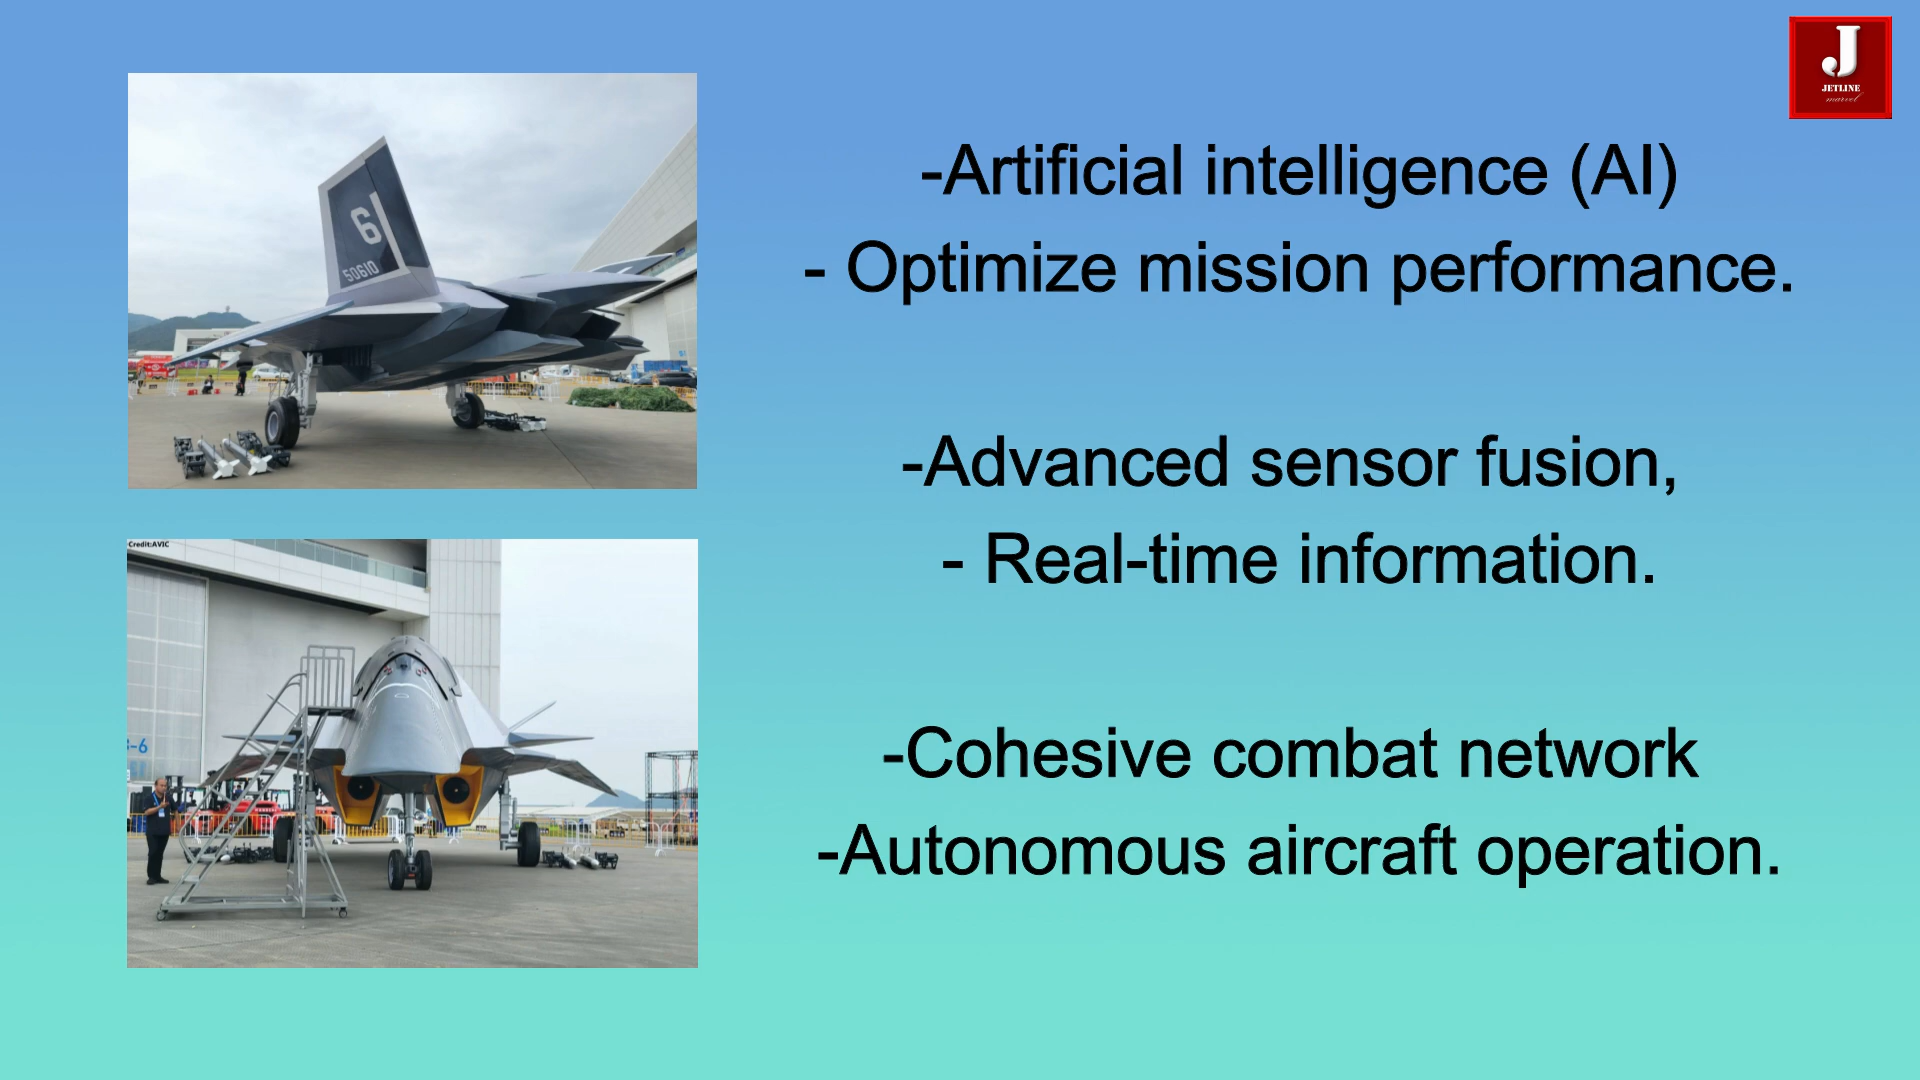 J
JETLINE
marvel
-Artificial intelligence (AI)
- Optimize mission performance.
-Advanced sensor fusion,
- Real-time information.
-Cohesive combat network
-Autonomous aircraft operation.
6
50610
Credit:AVIC
-6